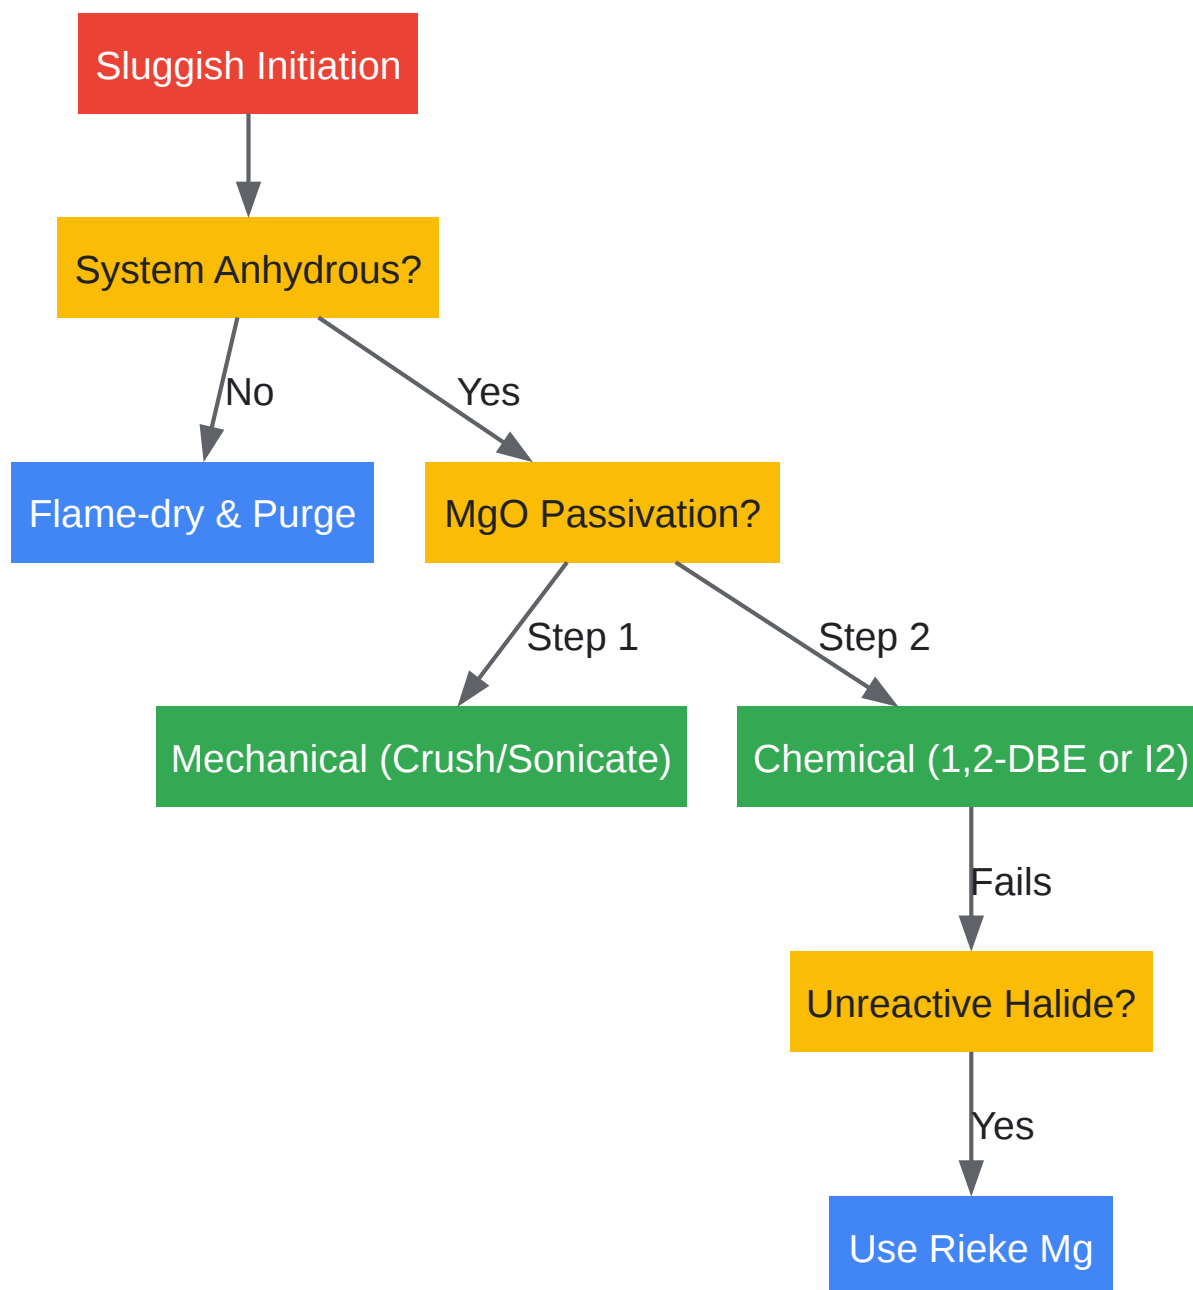 Sluggish Initiation
System Anhydrous?
No
Yes
Flame-dry & Purge
MgO Passivation?
Step 1
Step 2
Mechanical (Crush/Sonicate)
Chemical (1,2-DBE or I2)
Fails
Unreactive Halide?
Yes
Use Rieke Mg